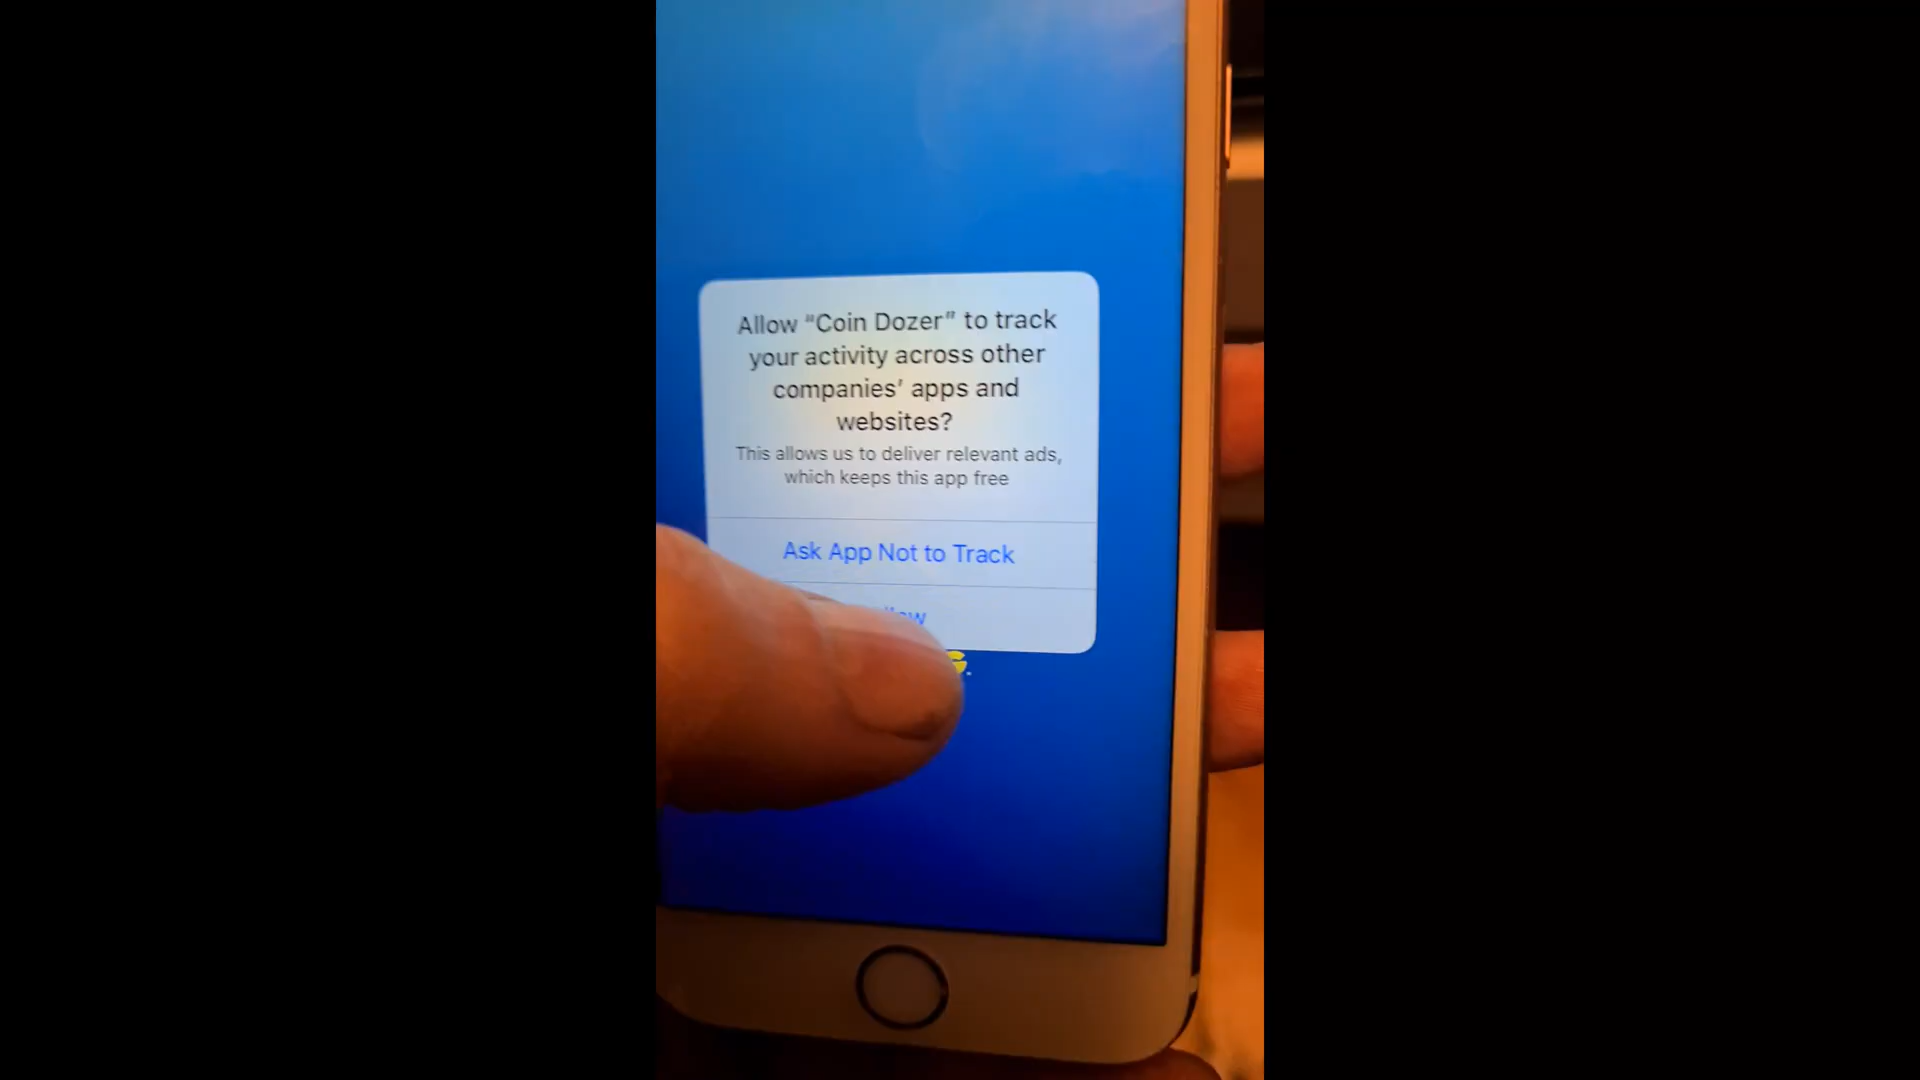 Allow “Coin Dozer” to track
your activity across other
companies’ apps and
websites?
This allows us to deliver relevant ads,
which keeps this app free
Ask App Not to Track